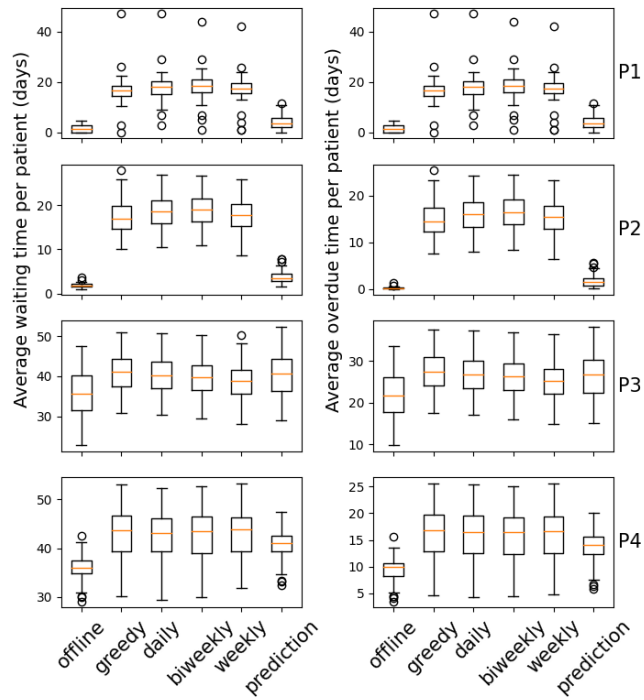 Average waiting time per patient (days)
Average overdue time per patient (days)
40
20
0
40
20
0
P1
20
10
0
20
10
0
P2
50
40
30
30
20
10
P3
50
40
30
25
20
15
10
5
P4
offline
greedy
daily
biweekly
weekly
prediction
offline
greedy
daily
biweekly
weekly
prediction